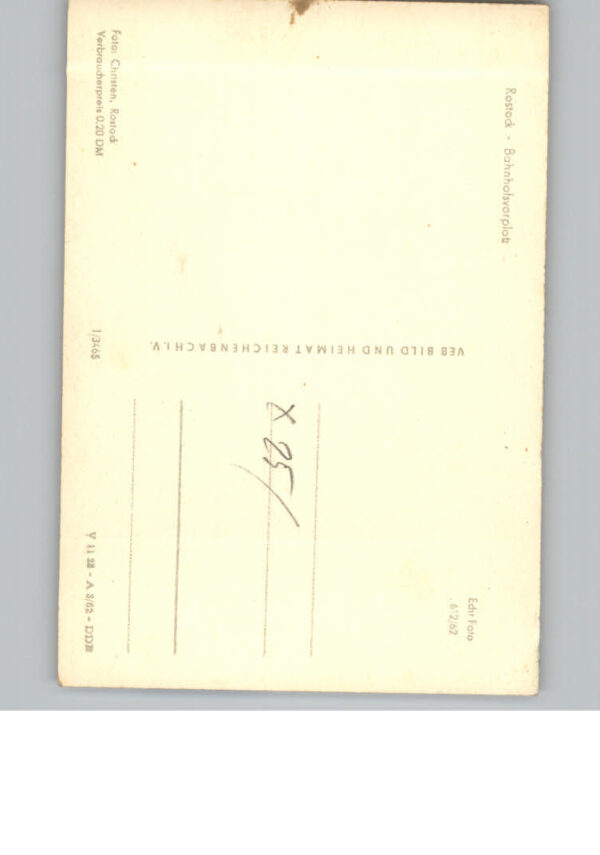 Rostock - Bahnhofsvorplatz
Foto: Christen, Rostock
Verbraucherpreis 0,20 DM
VEB BILD UND HEIMAT REICHENBACH I. V.
1/3465
X 25/
Echt Foto
612/62
V 11 28 - A 3/62 - DDR